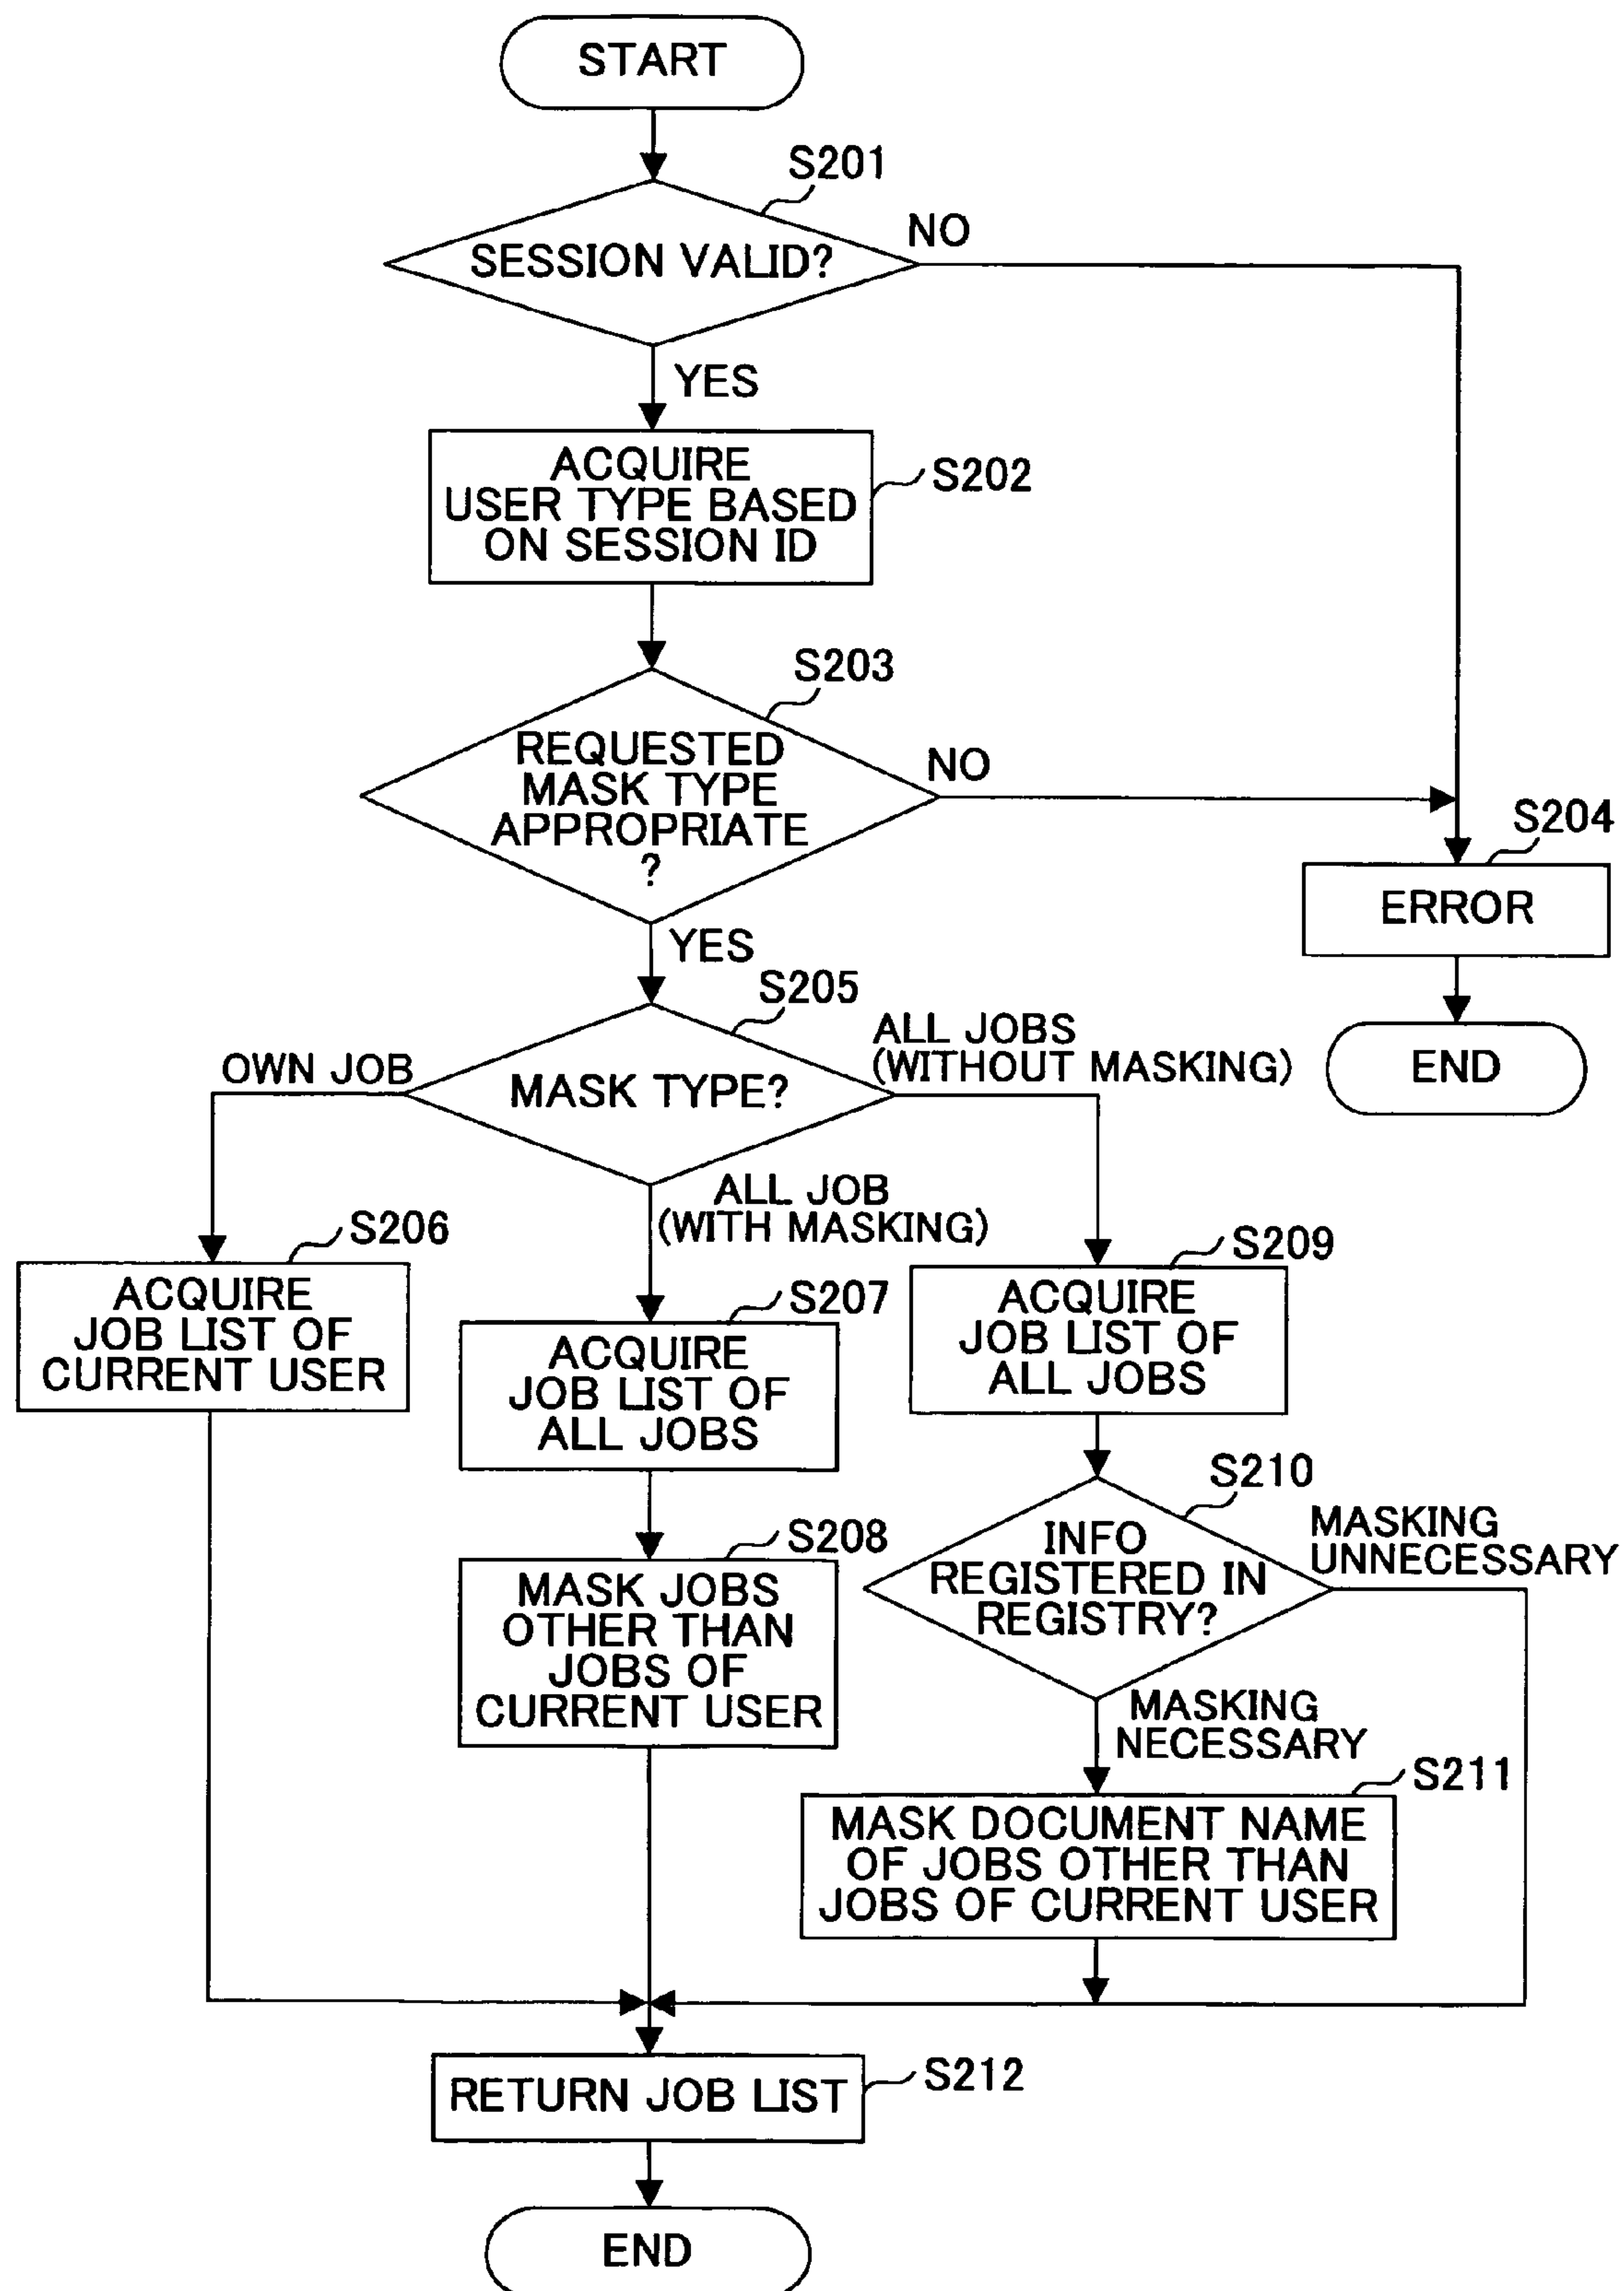 START
S201
SESSION VALID?
NO
YES
ACQUIRE
USER TYPE BASED
ON SESSION ID
S202
S203
REQUESTED
MASK TYPE
APPROPRIATE
?
NO
YES
S204
ERROR
END
S205
MASK TYPE?
OWN JOB
ALL JOBS
(WITHOUT MASKING)
ALL JOB
(WITH MASKING)
S206
ACQUIRE
JOB LIST OF
CURRENT USER
S207
ACQUIRE
JOB LIST OF
ALL JOBS
S208
MASK JOBS
OTHER THAN
JOBS OF
CURRENT USER
S209
ACQUIRE
JOB LIST OF
ALL JOBS
S210
INFO
REGISTERED IN
REGISTRY?
MASKING
UNNECESSARY
MASKING
NECESSARY
S211
MASK DOCUMENT NAME
OF JOBS OTHER THAN
JOBS OF CURRENT USER
RETURN JOB LIST
S212
END